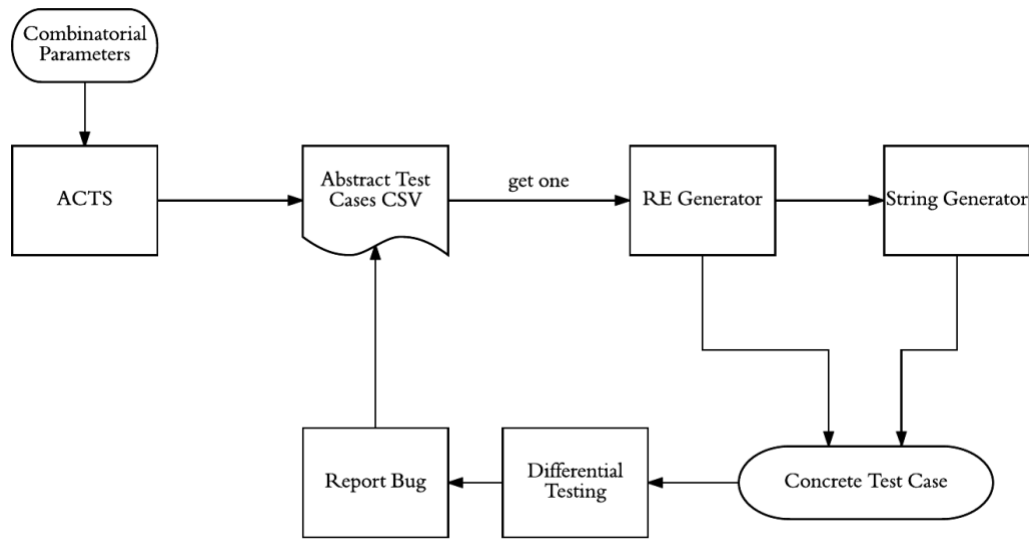 Combinatorial
Parameters
ACTS
Abstract Test
Cases CSV
get one
RE Generator
String Generator
Report Bug
Differential
Testing
Concrete Test Case